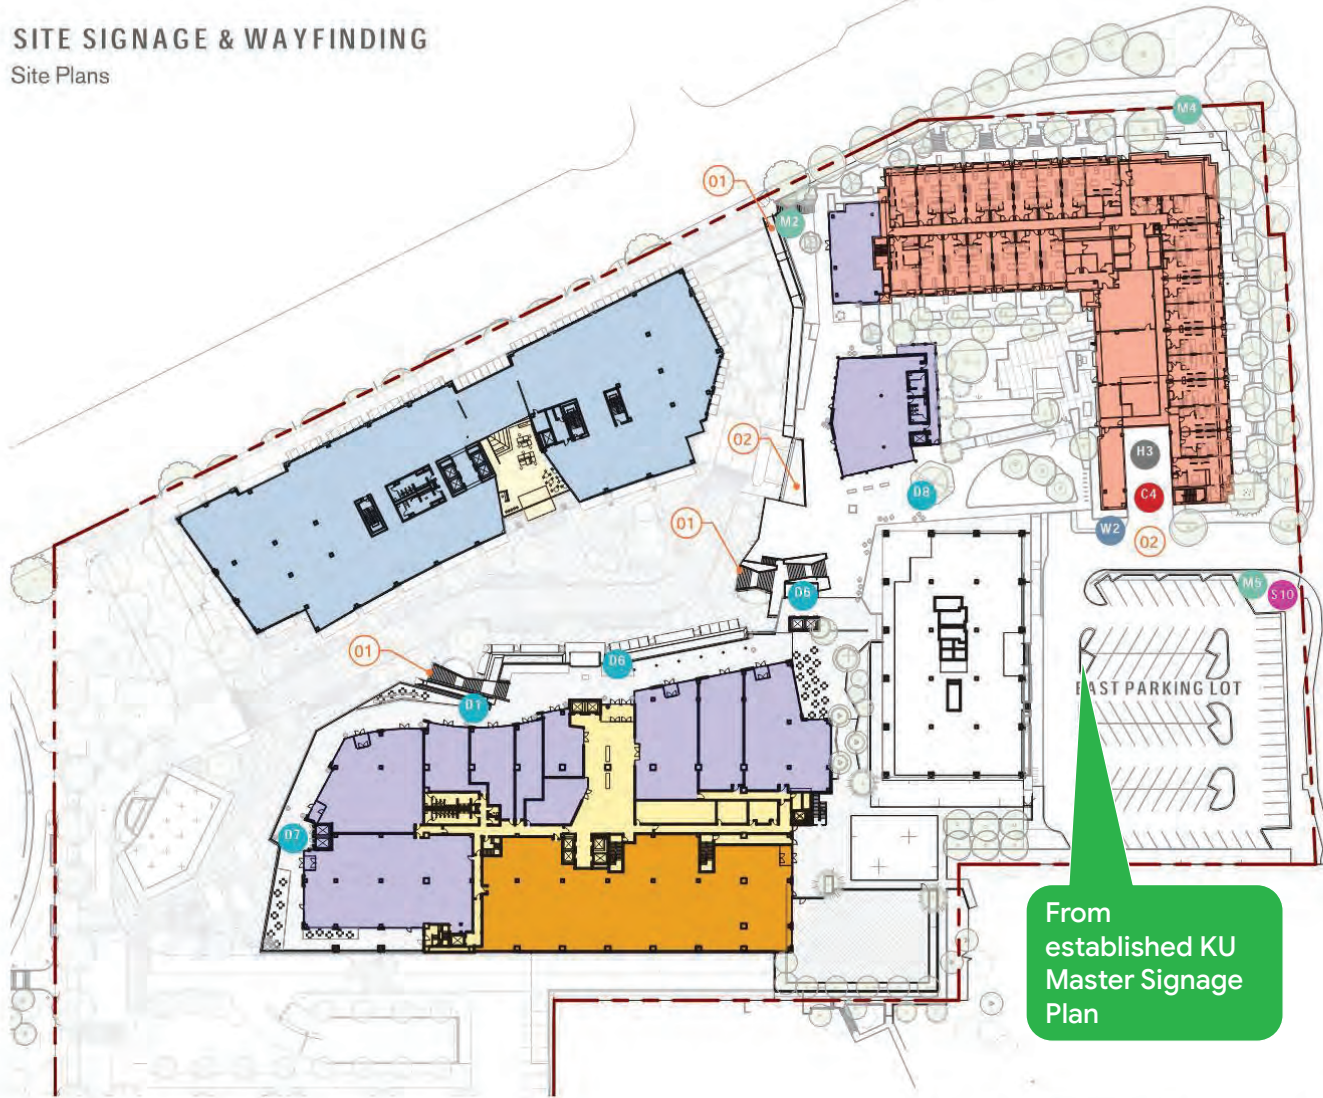 SITE SIGNAGE & WAYFINDING
Site Plans
M4
01
M2
02
H3
C4
D8
W2
02
01
D6
M5
S10
01
D6
EAST PARKING LOT
D1
D7
From
established KU
Master Signage
Plan